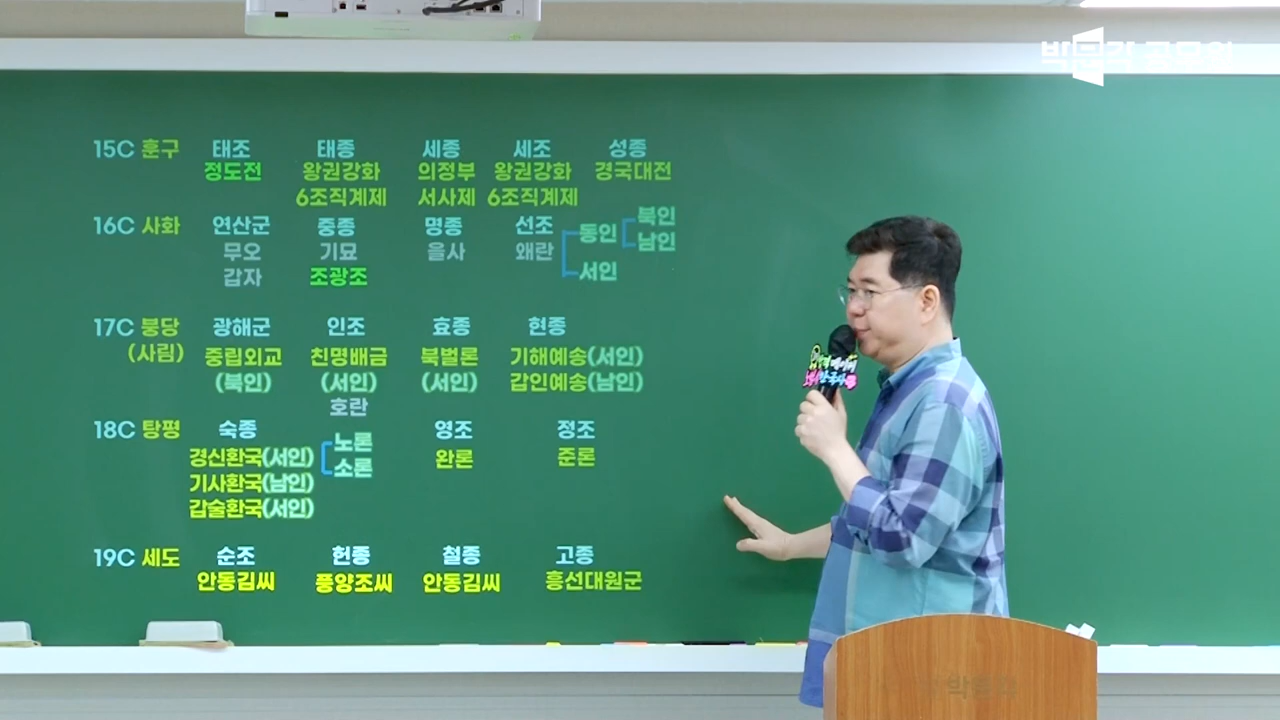 박문각 공무원
15C 훈구 태조 태종 세종 세조 성종
정도전 왕권강화 의정부 왕권강화 경국대전
6조직계제 서사제 6조직계제
16C 사화 연산군 중종 명종 선조 동인 북인
무오 기묘 을사 왜란 남인
갑자 조광조 서인
17C 붕당 광해군 인조 효종 현종
(사림) 중립외교 친명배금 북벌론 기해예송(서인)
(북인) (서인) (서인) 갑인예송(남인)
호란
18C 탕평 숙종 노론 영조 정조
경신환국(서인) 소론 완론 준론
기사환국(남인)
갑술환국(서인)
19C 세도 순조 헌종 철종 고종
안동김씨 풍양조씨 안동김씨 흥선대원군